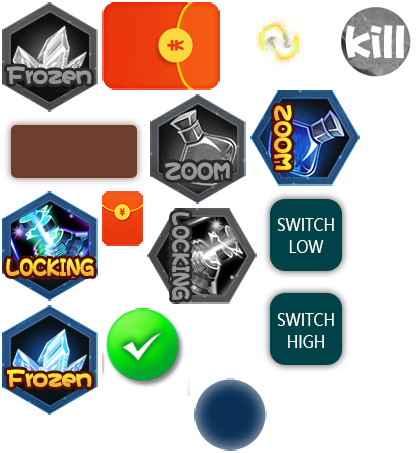 Frozen
¥
kill
ZOOM
ZOOM
LOCKING
¥
LOCKING
SWITCH
LOW
Frozen
SWITCH
HIGH